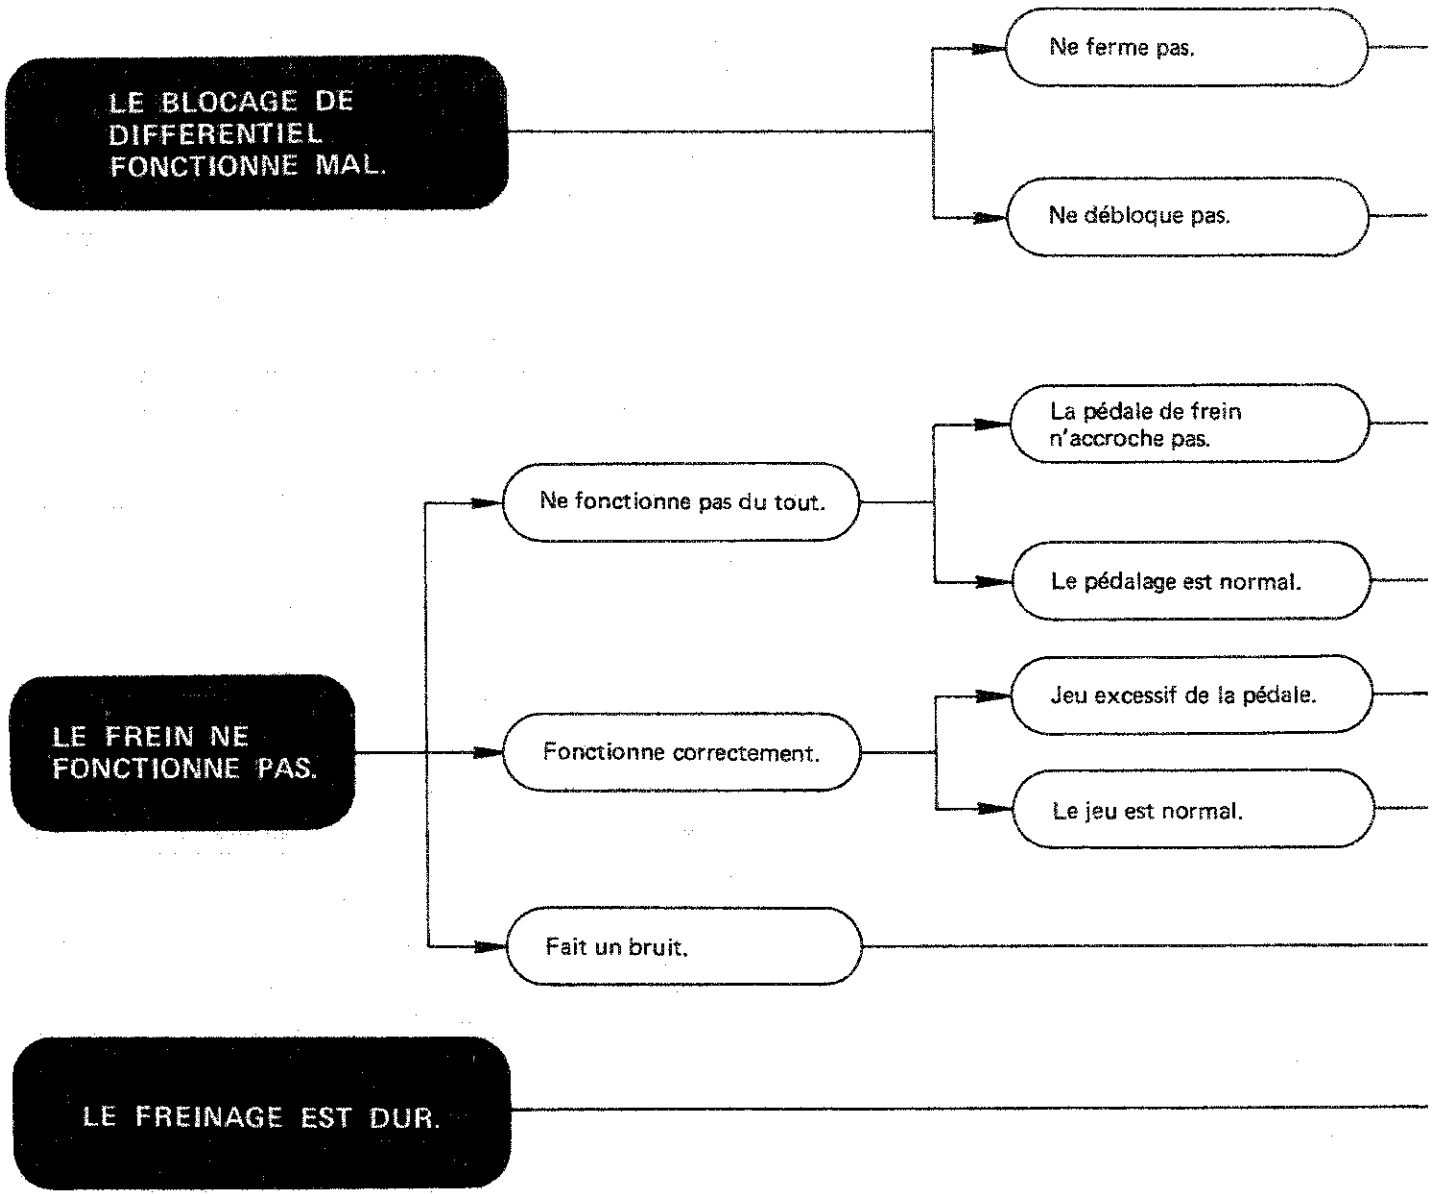 LE BLOCAGE DE
DIFFERENTIEL
FONCTIONNE MAL.
Ne ferme pas.
Ne débloque pas.
LE FREIN NE
FONCTIONNE PAS.
Ne fonctionne pas du tout.
La pédale de frein
n'accroche pas.
Le pédalage est normal.
Fonctionne correctement.
Jeu excessif de la pédale.
Le jeu est normal.
Fait un bruit.
LE FREINAGE EST DUR.